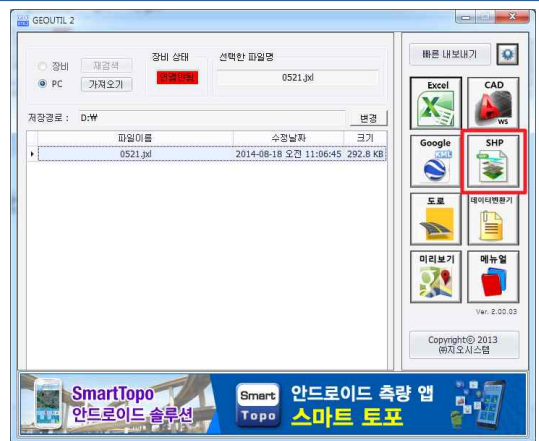 GEOUTIL 2
장비
재검색
PC
가져오기
장비 상태
연결안됨
선택한 파일명
0521.jxl
저장경로 : D:₩
변경
파일이름 수정날짜 크기
0521.jxl 2014-08-18 오전 11:06:45 292.8 KB
빠른 내보내기
Excel
CAD
ws
Google
KML
SHP
도로
데이터변환기
미리보기
메뉴얼
Ver. 2.00.03
Copyright© 2013
㈜지오시스템
SmartTopo
안드로이드 솔루션
Smart
Topo
안드로이드 측량 앱
스마트 토포